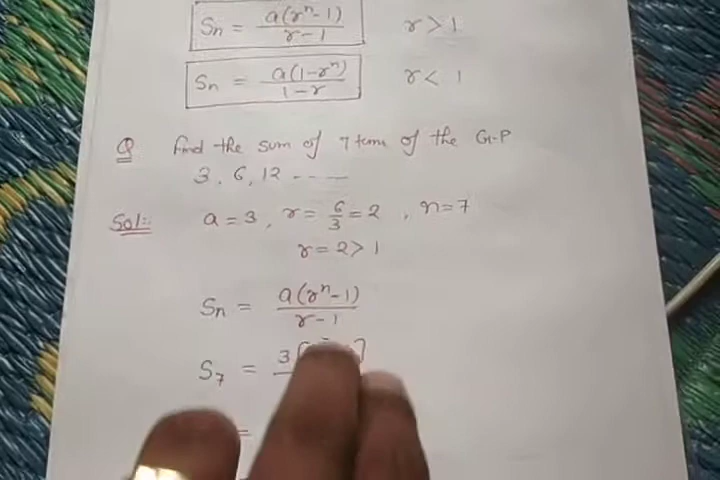 Sn = a(r^n-1)/r-1 r>1
Sn = a(1-r^n)/1-r r< 1
Q find the sum of 7 term of the G.P
3, 6, 12 ----
Sol:- a = 3, r = 6/3 = 2, n=7
r = 2 > 1
Sn = a(r^n-1)/r-1
S7 = 3
=